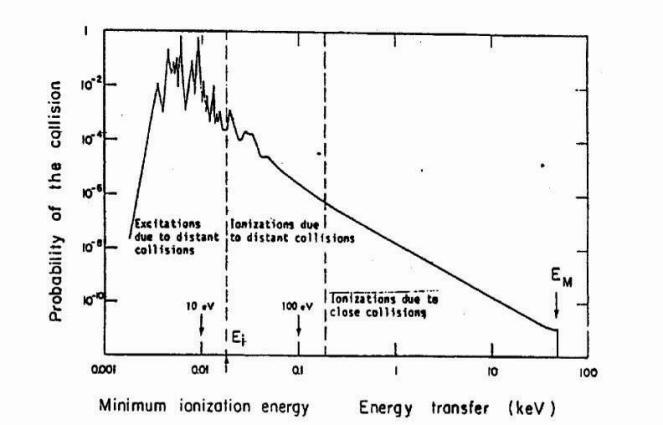 1
10-2
10-4
10-6
10-8
10-10
Probability of the collision
Excitations
due to distant
collisions
Ionizations due
to distant collisions
Ionizations due to
close collisions
EM
10 eV
100 eV
Ei
0.001
0.01
0.1
1
10
100
Minimum ionization energy
Energy transfer (keV)